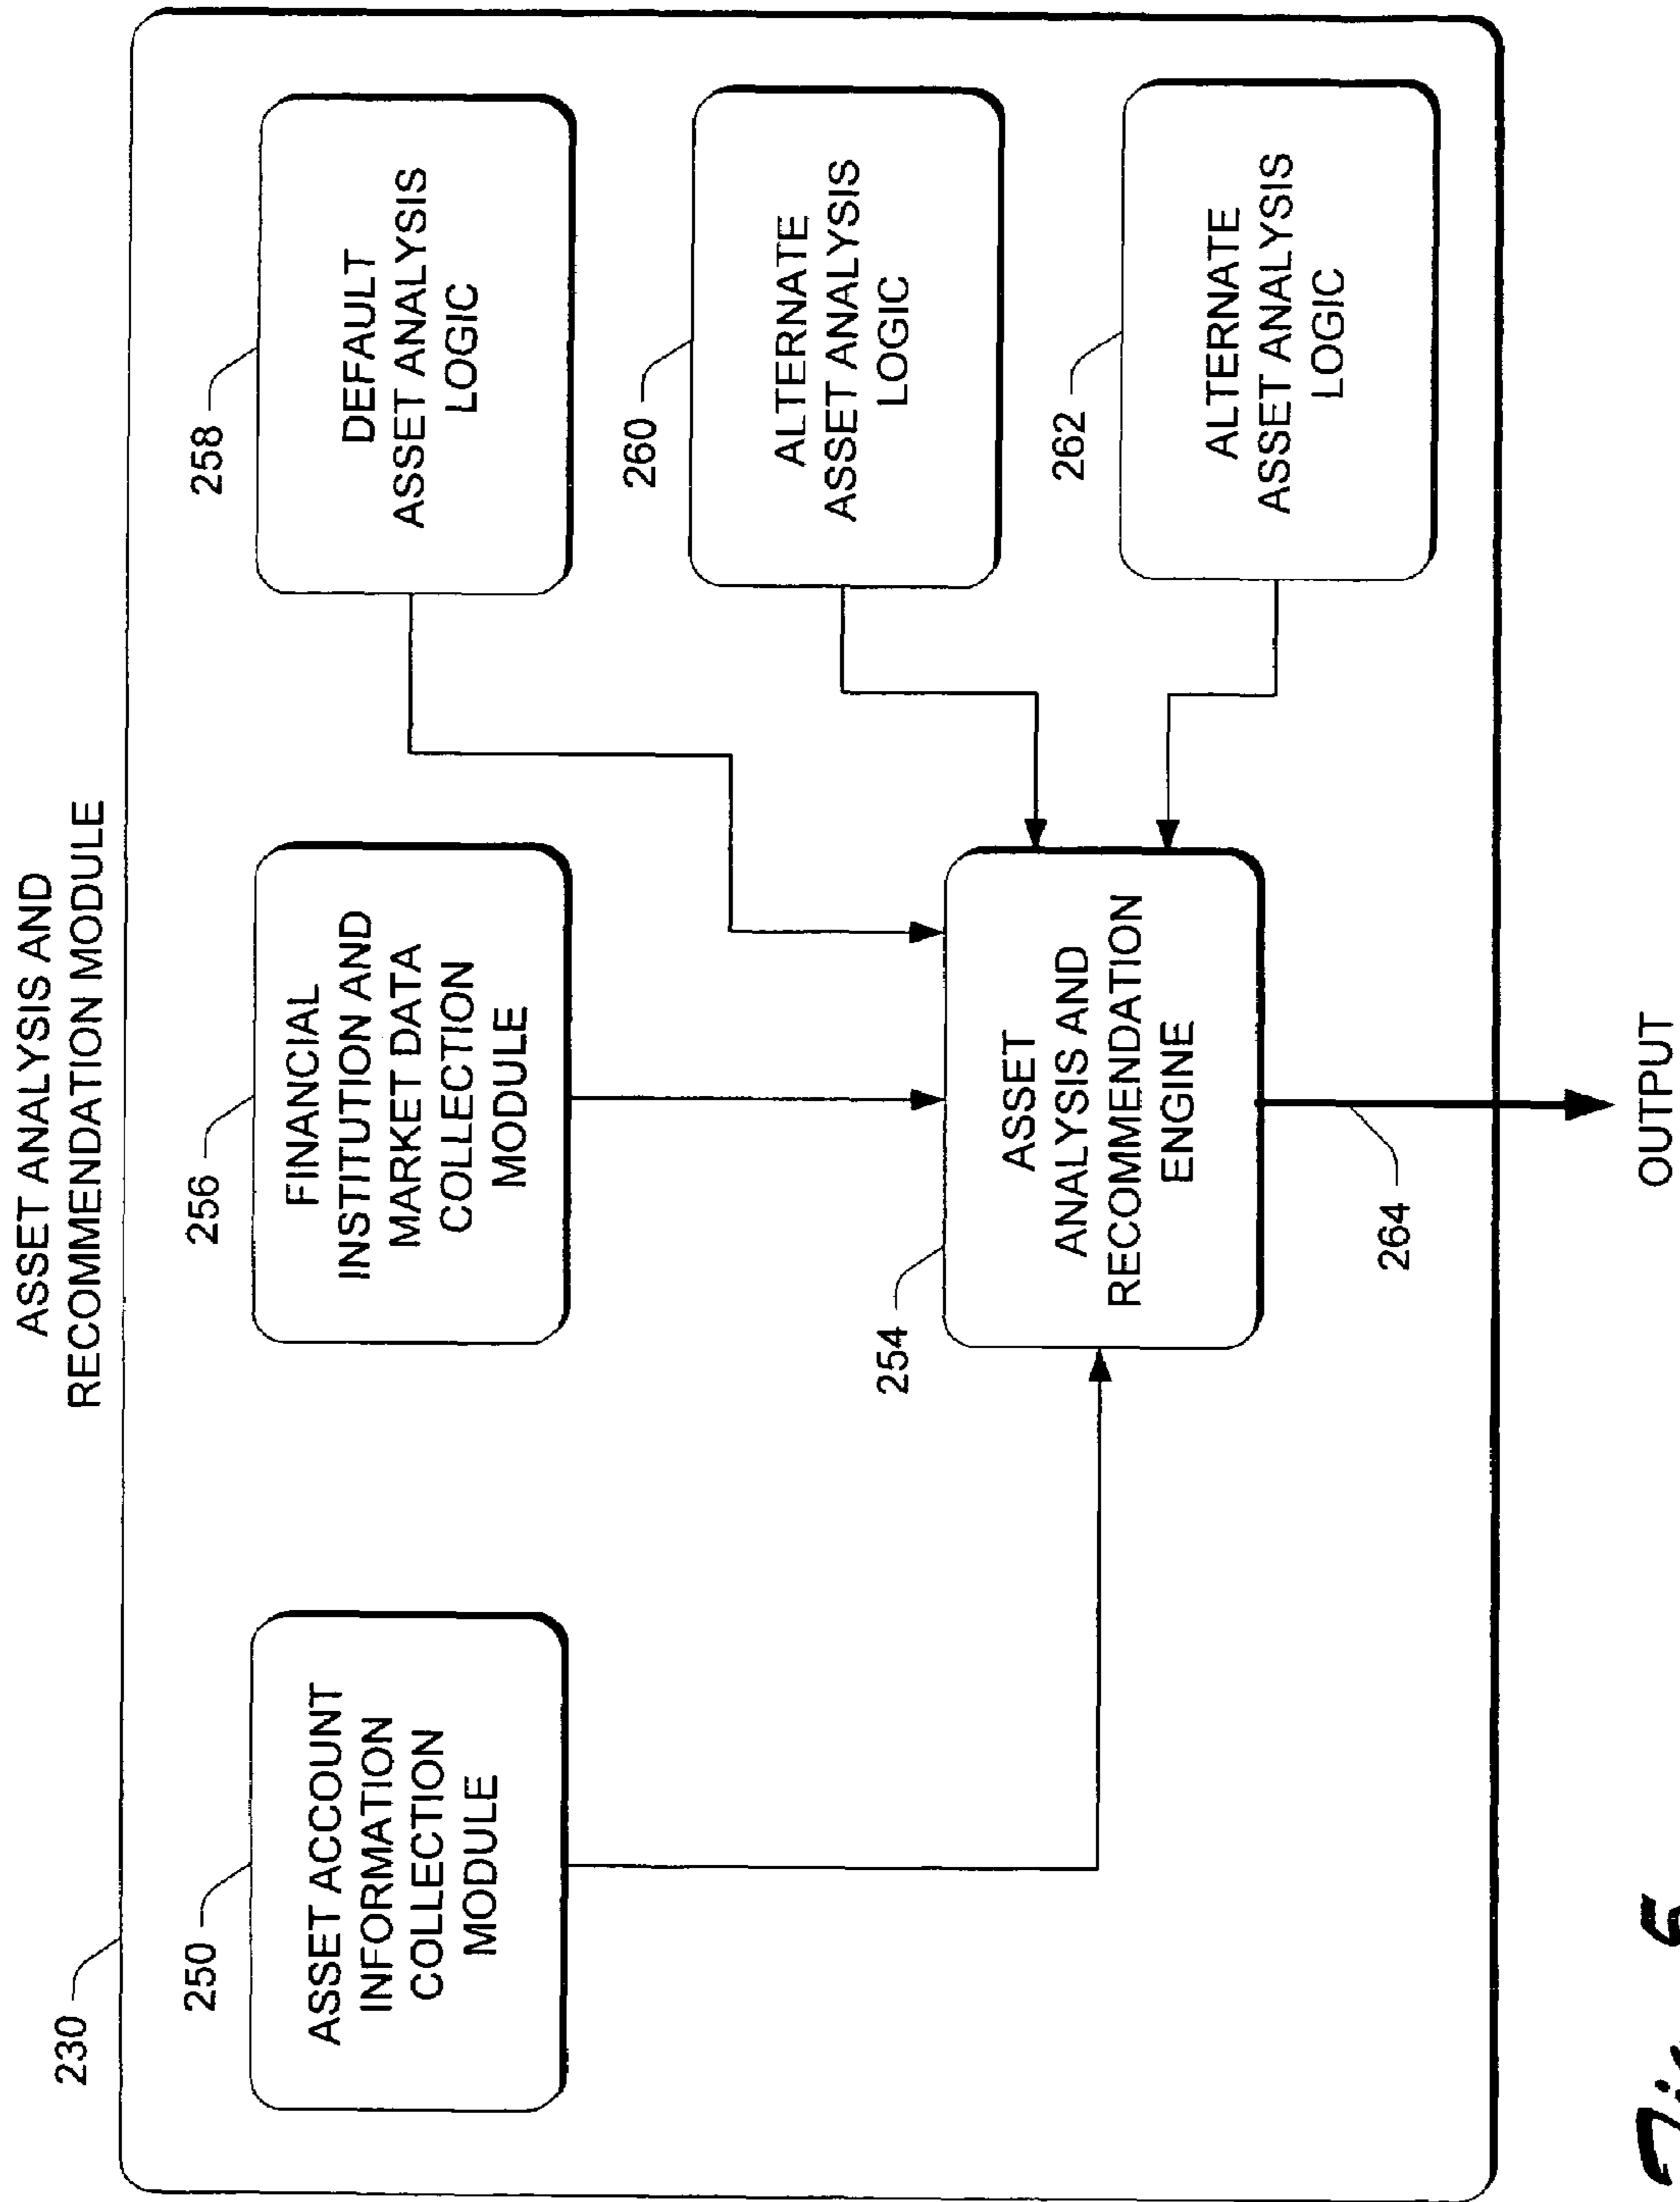 ASSET ANALYSIS AND
RECOMMENDATION MODULE
230
250
ASSET ACCOUNT
INFORMATION
COLLECTION
MODULE
256
FINANCIAL
INSTITUTION AND
MARKET DATA
COLLECTION
MODULE
258
DEFAULT
ASSET ANALYSIS
LOGIC
260
ALTERNATE
ASSET ANALYSIS
LOGIC
262
ALTERNATE
ASSET ANALYSIS
LOGIC
254
ASSET
ANALYSIS AND
RECOMMENDATION
ENGINE
264
OUTPUT